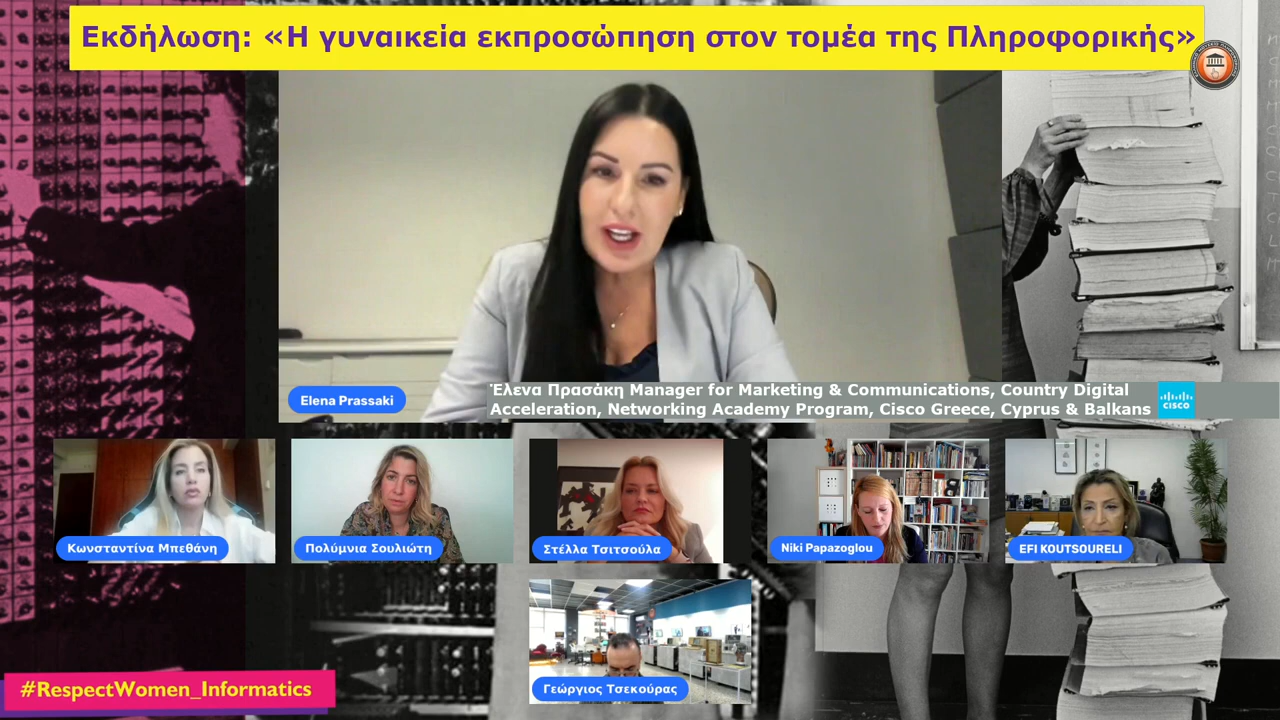 Εκδήλωση: «Η γυναικεία εκπροσώπηση στον τομέα της Πληροφορικής»
Elena Prassaki
Έλενα Πρασάκη Manager for Marketing & Communications, Country Digital
Acceleration, Networking Academy Program, Cisco Greece, Cyprus & Balkans
CISCO
Κωνσταντίνα Μπεθάνη
Πολύμνια Σουλιώτη
Στέλλα Τσιτσούλα
Niki Papazoglou
EFI KOUTSOURELI
Γεώργιος Τσεκούρας
#RespectWomen_Informatics